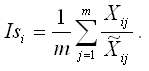 Is_i = \frac{1}{m} \sum_{j=1}^{m} \frac{X_{ij}}{\widetilde{X}_{ij}} .